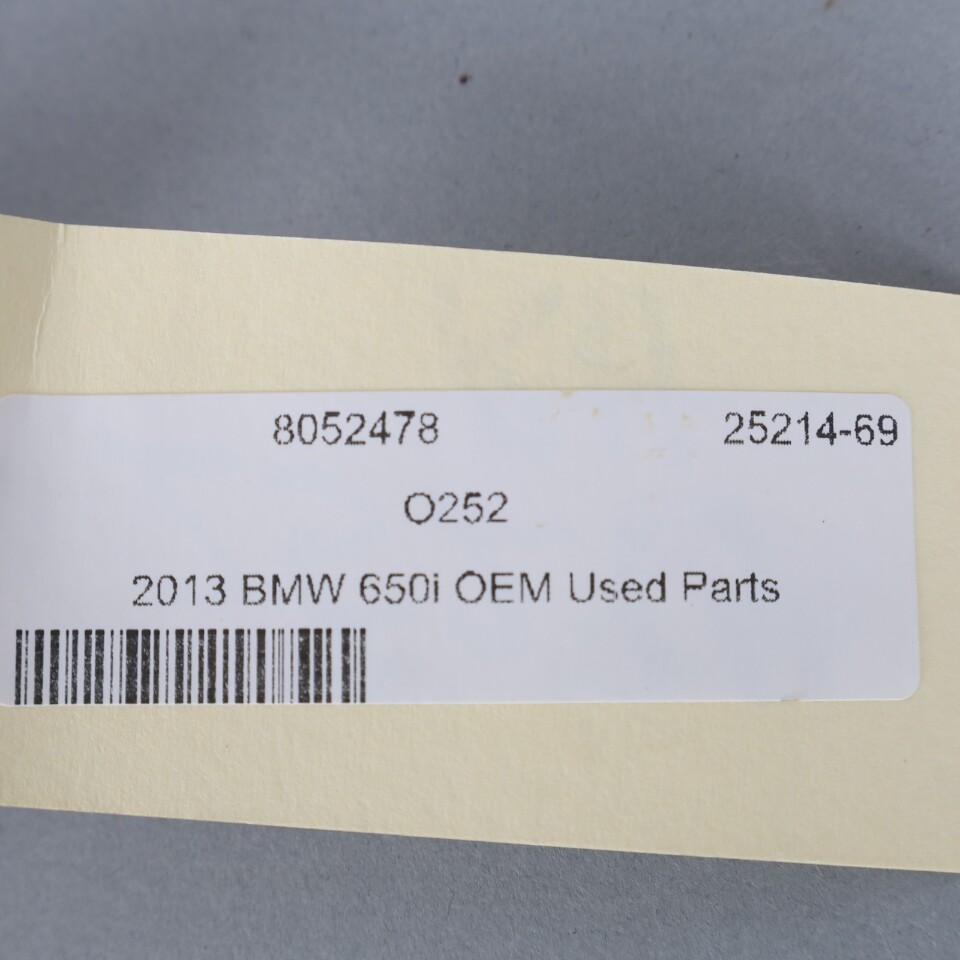 8052478 25214-69
O252
2013 BMW 650i OEM Used Parts